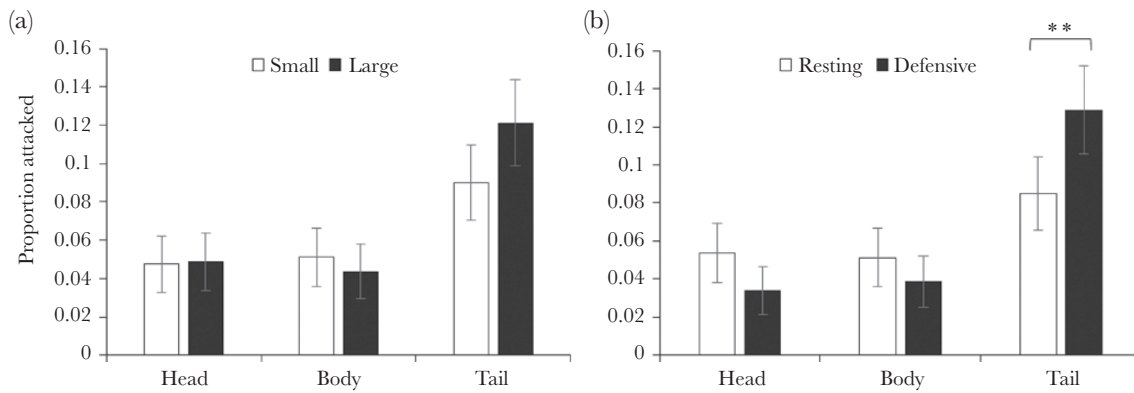 (a)
0.16
0.14
0.12
0.1
0.08
0.06
0.04
0.02
0
Proportion attacked
Small Large
Head Body Tail
(b)
0.16
0.14
0.12
0.1
0.08
0.06
0.04
0.02
0
Resting Defensive
**
Head Body Tail